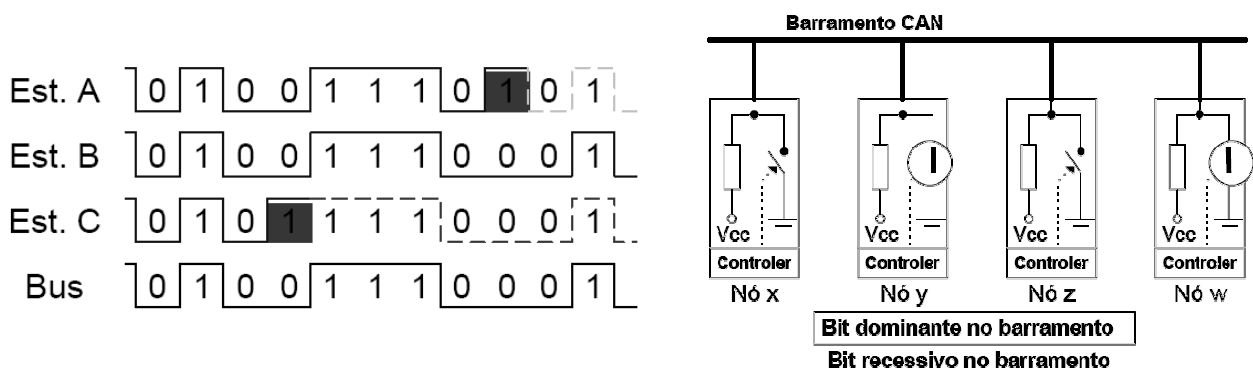 Est. A 0 1 0 0 1 1 1 0 1 0 1
Est. B 0 1 0 0 1 1 1 0 0 0 1
Est. C 0 1 0 1 1 1 1 0 0 0 1
Bus 0 1 0 0 1 1 1 0 0 0 1
Barramento CAN
Vcc Vcc Vcc Vcc
Controler Controler Controler Controler
Nó x Nó y Nó z Nó w
Bit dominante no barramento
Bit recessivo no barramento